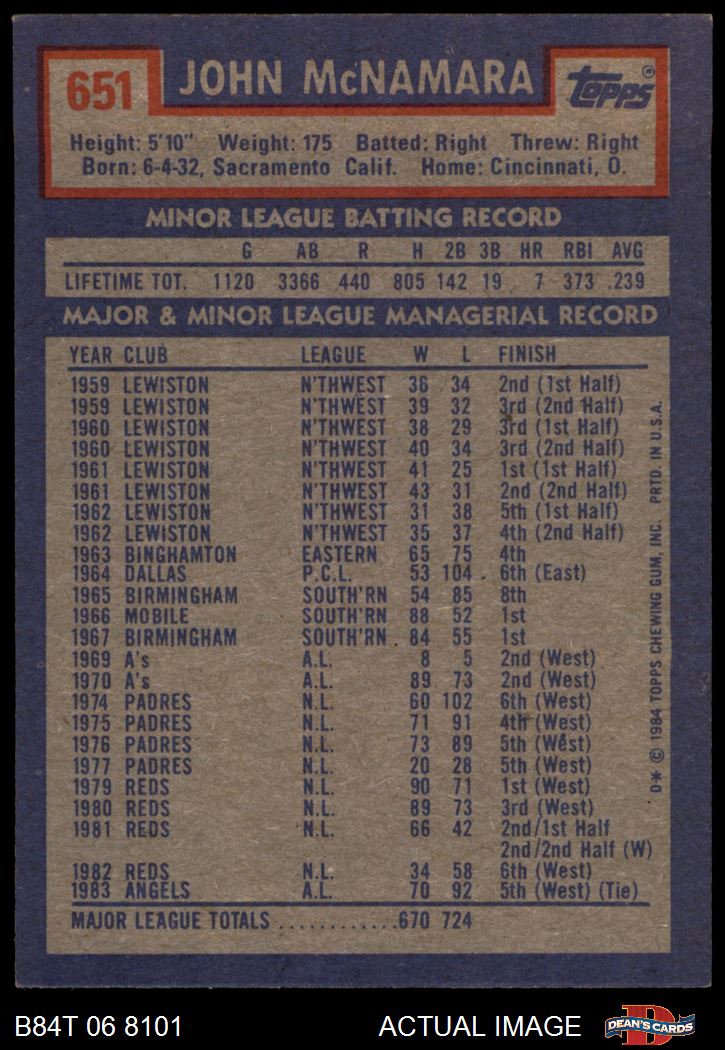 651 JOHN McNAMARA Topps®
Height: 5'10" Weight: 175 Batted: Right Threw: Right
Born: 6-4-32, Sacramento Calif. Home: Cincinnati, O.
MINOR LEAGUE BATTING RECORD
G AB R H 2B 3B HR RBI AVG
LIFETIME TOT. 1120 3366 440 805 142 19 7 373 .239
MAJOR & MINOR LEAGUE MANAGERIAL RECORD
YEAR CLUB LEAGUE W L FINISH
1959 LEWISTON N'THWEST 36 34 2nd (1st Half)
1959 LEWISTON N'THWEST 39 32 3rd (2nd Half)
1960 LEWISTON N'THWEST 38 29 3rd (1st Half)
1960 LEWISTON N'THWEST 40 34 3rd (2nd Half)
1961 LEWISTON N'THWEST 41 25 1st (1st Half)
1961 LEWISTON N'THWEST 43 31 2nd (2nd Half)
1962 LEWISTON N'THWEST 31 38 5th (1st Half)
1962 LEWISTON N'THWEST 35 37 4th (2nd Half)
1963 BINGHAMTON EASTERN 65 75 4th
1964 DALLAS P.C.L. 53 104 6th (East)
1965 BIRMINGHAM SOUTH'RN 54 85 8th
1966 MOBILE SOUTH'RN 88 52 1st
1967 BIRMINGHAM SOUTH'RN 84 55 1st
1969 A's A.L. 8 5 2nd (West)
1970 A's A.L. 89 73 2nd (West)
1974 PADRES N.L. 60 102 6th (West)
1975 PADRES N.L. 71 91 4th (West)
1976 PADRES N.L. 73 89 5th (West)
1977 PADRES N.L. 20 28 5th (West)
1979 REDS N.L. 90 71 1st (West)
1980 REDS N.L. 89 73 3rd (West)
1981 REDS N.L. 66 42 2nd/1st Half
2nd/2nd Half (W)
1982 REDS N.L. 34 58 6th (West)
1983 ANGELS A.L. 70 92 5th (West) (Tie)
MAJOR LEAGUE TOTALS ............670 724
D* © 1984 TOPPS CHEWING GUM, INC. PRTD. IN U.S.A.
B84T 06 8101 ACTUAL IMAGE D DEAN'S CARDS